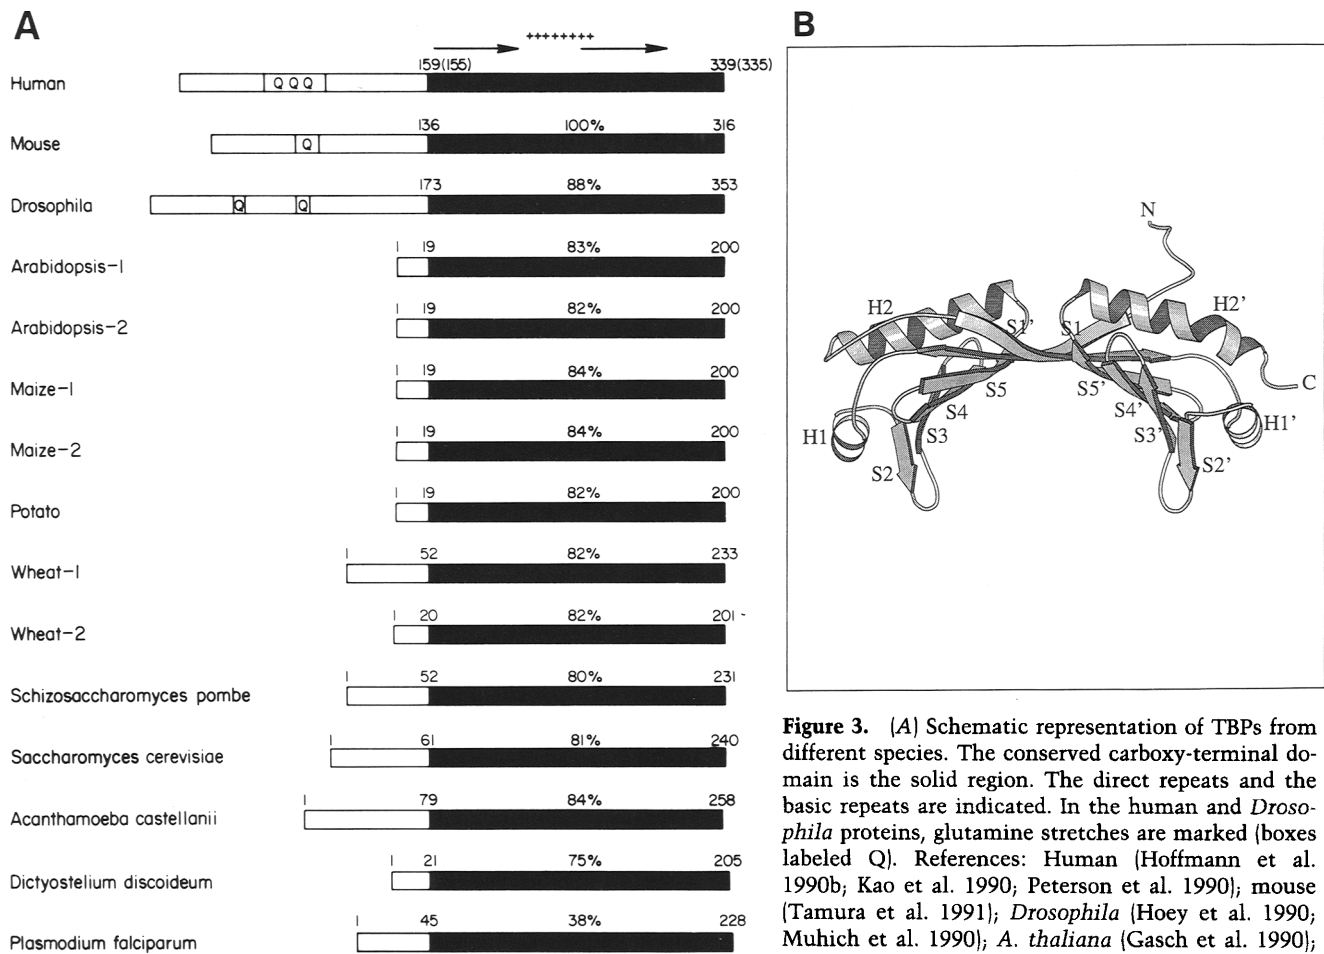 A
++++++++
159(155) 339(335)
Human Q Q Q
136 100% 316
Mouse Q
173 88% 353
Drosophila Q Q
1 19 83% 200
Arabidopsis-1
1 19 82% 200
Arabidopsis-2
1 19 84% 200
Maize-1
1 19 84% 200
Maize-2
1 19 82% 200
Potato
1 52 82% 233
Wheat-1
1 20 82% 201
Wheat-2
1 52 80% 231
Schizosaccharomyces pombe
1 61 81% 240
Saccharomyces cerevisiae
1 79 84% 258
Acanthamoeba castellanii
1 21 75% 205
Dictyostelium discoideum
1 45 38% 228
Plasmodium falciparum
B
N
H2 S1' S1 H2'
S5 S5' C
S4 S4'
H1 S3 S3' H1'
S2 S2'
Figure 3. (A) Schematic representation of TBPs from
different species. The conserved carboxy-terminal do-
main is the solid region. The direct repeats and the
basic repeats are indicated. In the human and Droso-
phila proteins, glutamine stretches are marked (boxes
labeled Q). References: Human (Hoffmann et al.
1990b; Kao et al. 1990; Peterson et al. 1990); mouse
(Tamura et al. 1991); Drosophila (Hoey et al. 1990;
Muhich et al. 1990); A. thaliana (Gasch et al. 1990);